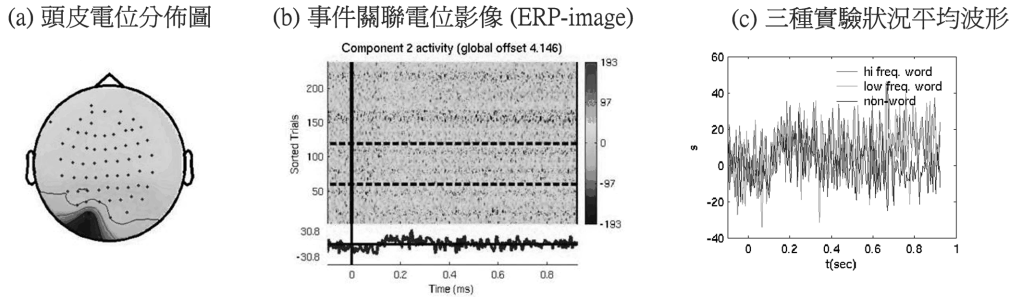 (a) 頭皮電位分佈圖
(b) 事件關聯電位影像 (ERP-image)
(c) 三種實驗狀況平均波形
Component 2 activity (global offset 4.146)
Sorted Trials
200
150
100
50
193
97
0
-97
-193
30.8
-30.8
0 0.2 0.4 0.6 0.8
Time (ms)
hi freq. word
low freq. word
non-word
s
60
40
20
0
-20
-40
0 0.2 0.4 0.6 0.8 1
t(sec)